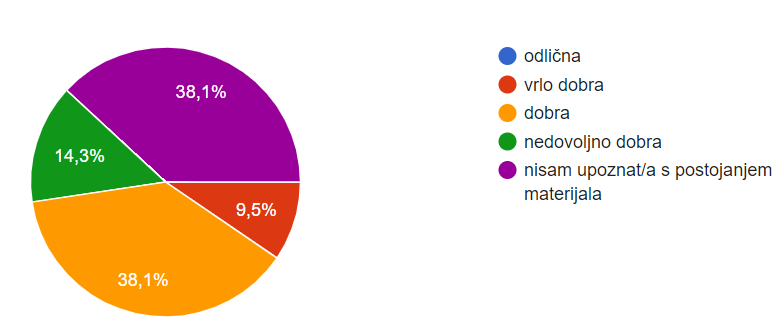 odlična
38,1%
vrlo dobra
dobra
nedovoljno dobra
14,3%
nisam upoznat/a s postojanjem
materijala
9,5%
38,1%